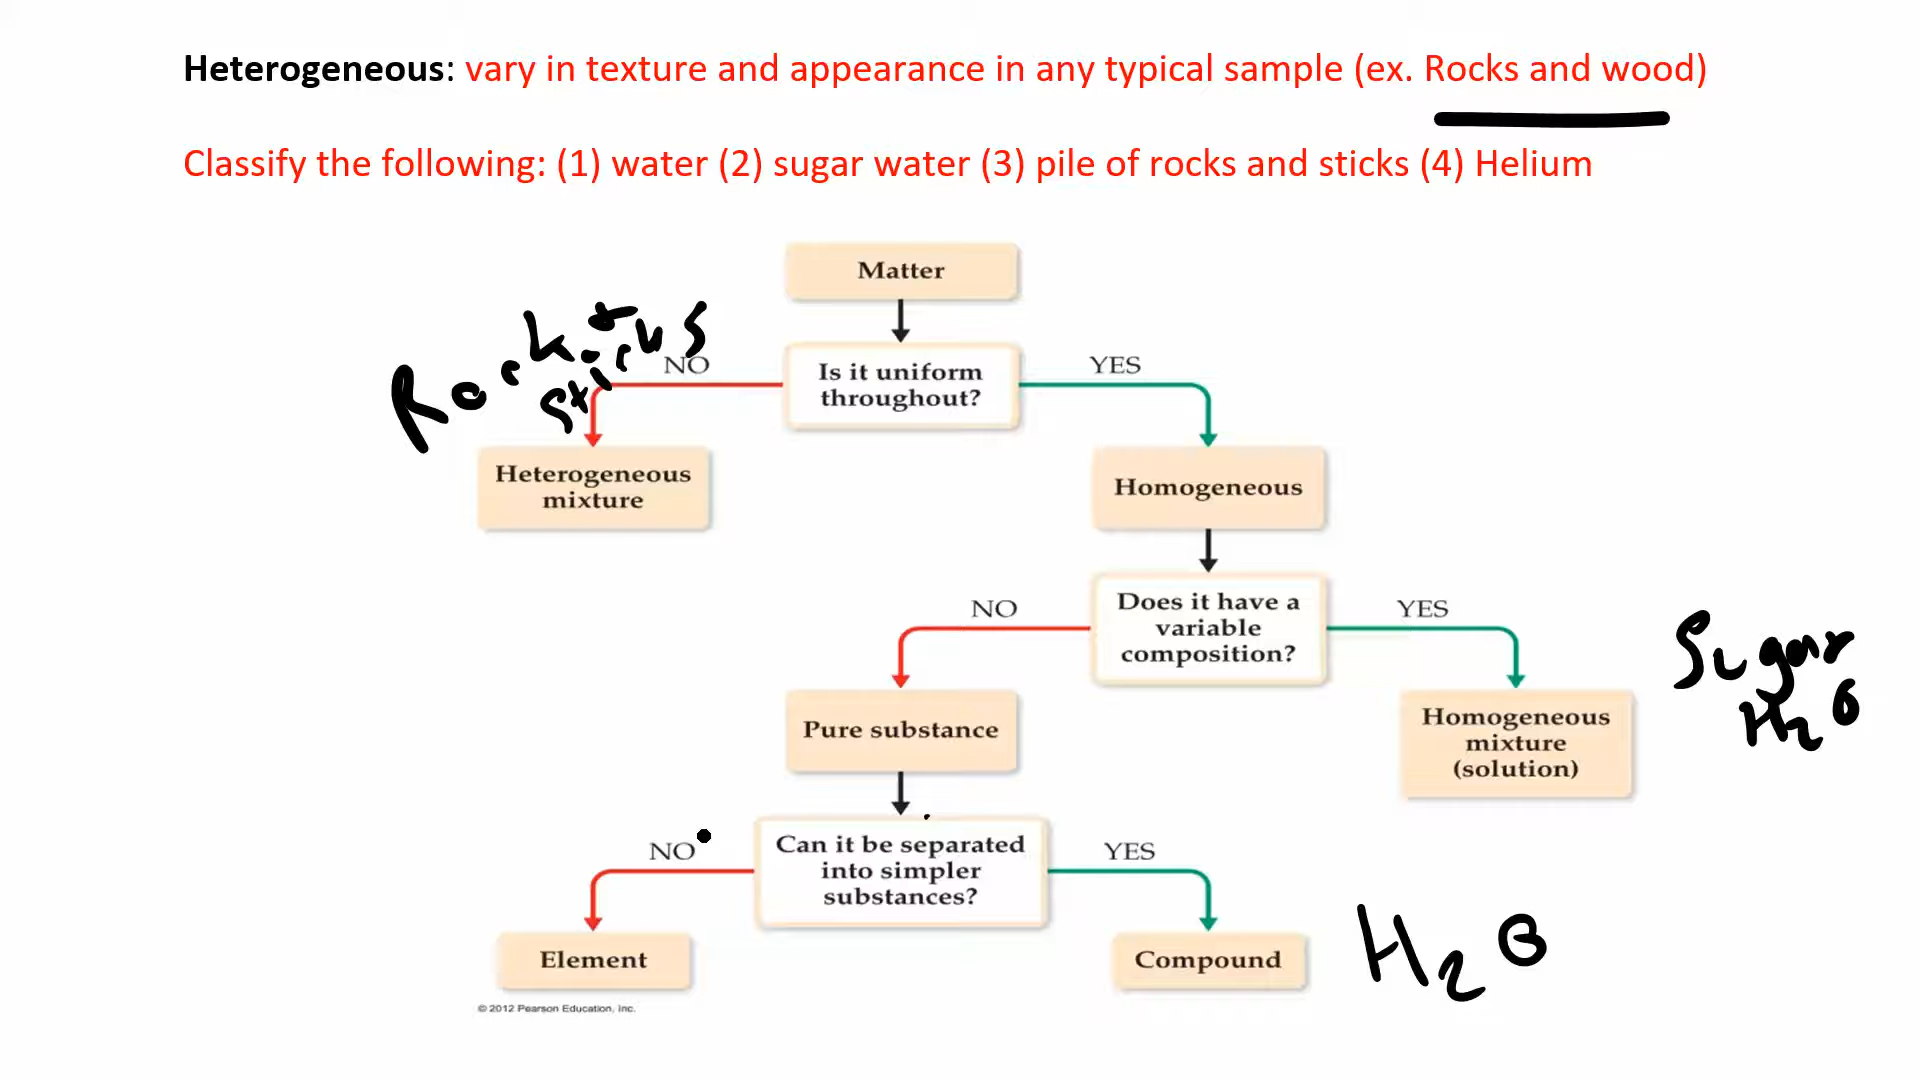 Heterogeneous: vary in texture and appearance in any typical sample (ex. Rocks and wood)
Classify the following: (1) water (2) sugar water (3) pile of rocks and sticks (4) Helium
Matter
Rock +
NO
Is it uniform
throughout?
YES
Heterogeneous
mixture
Homogeneous
NO
Does it have a
variable
composition?
YES
Sugar
H2O
Pure substance
Homogeneous
mixture
(solution)
NO
Can it be separated
into simpler
substances?
YES
Element
Compound
H2O
© 2012 Pearson Education, Inc.